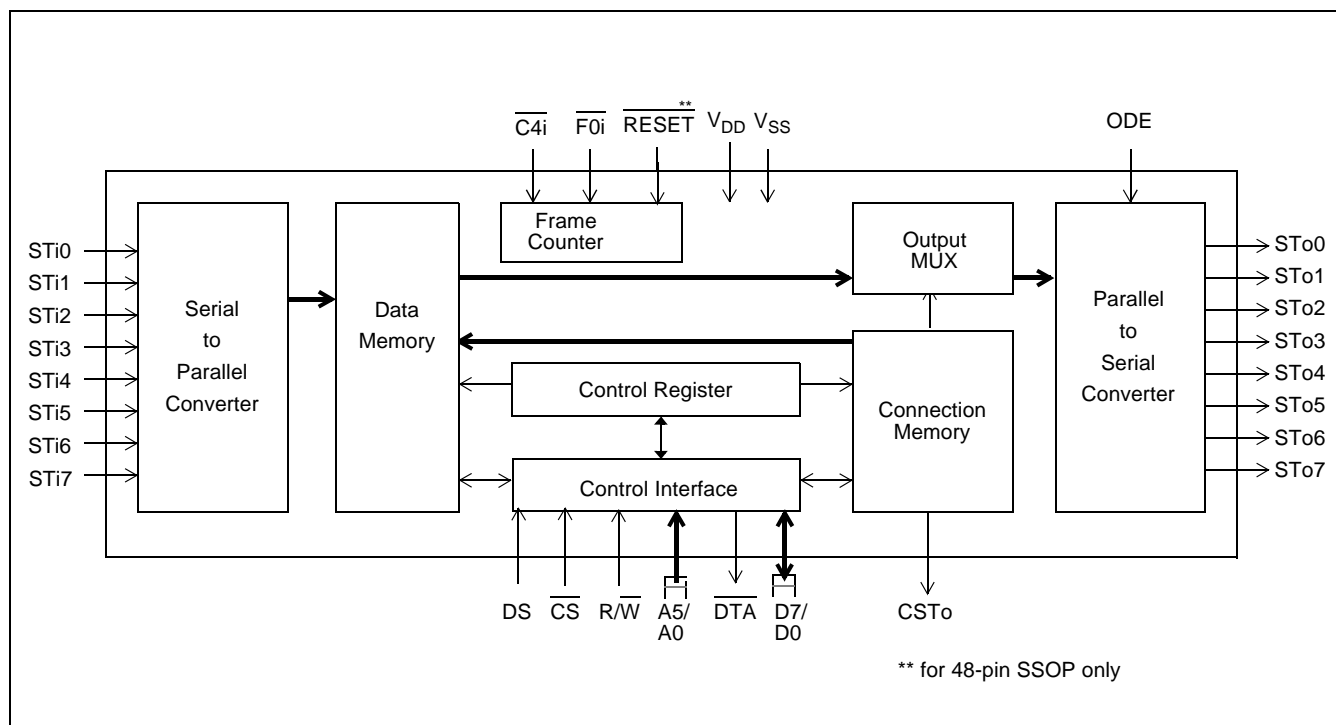 C4i
F0i
RESET**
VDD
VSS
ODE
STi0
STi1
STi2
STi3
STi4
STi5
STi6
STi7
Serial
to
Parallel
Converter
Data
Memory
Frame
Counter
Control Register
Control Interface
Output
MUX
Connection
Memory
Parallel
to
Serial
Converter
STo0
STo1
STo2
STo3
STo4
STo5
STo6
STo7
DS
CS
R/W
A5/
A0
DTA
D7/
D0
CSTo
** for 48-pin SSOP only